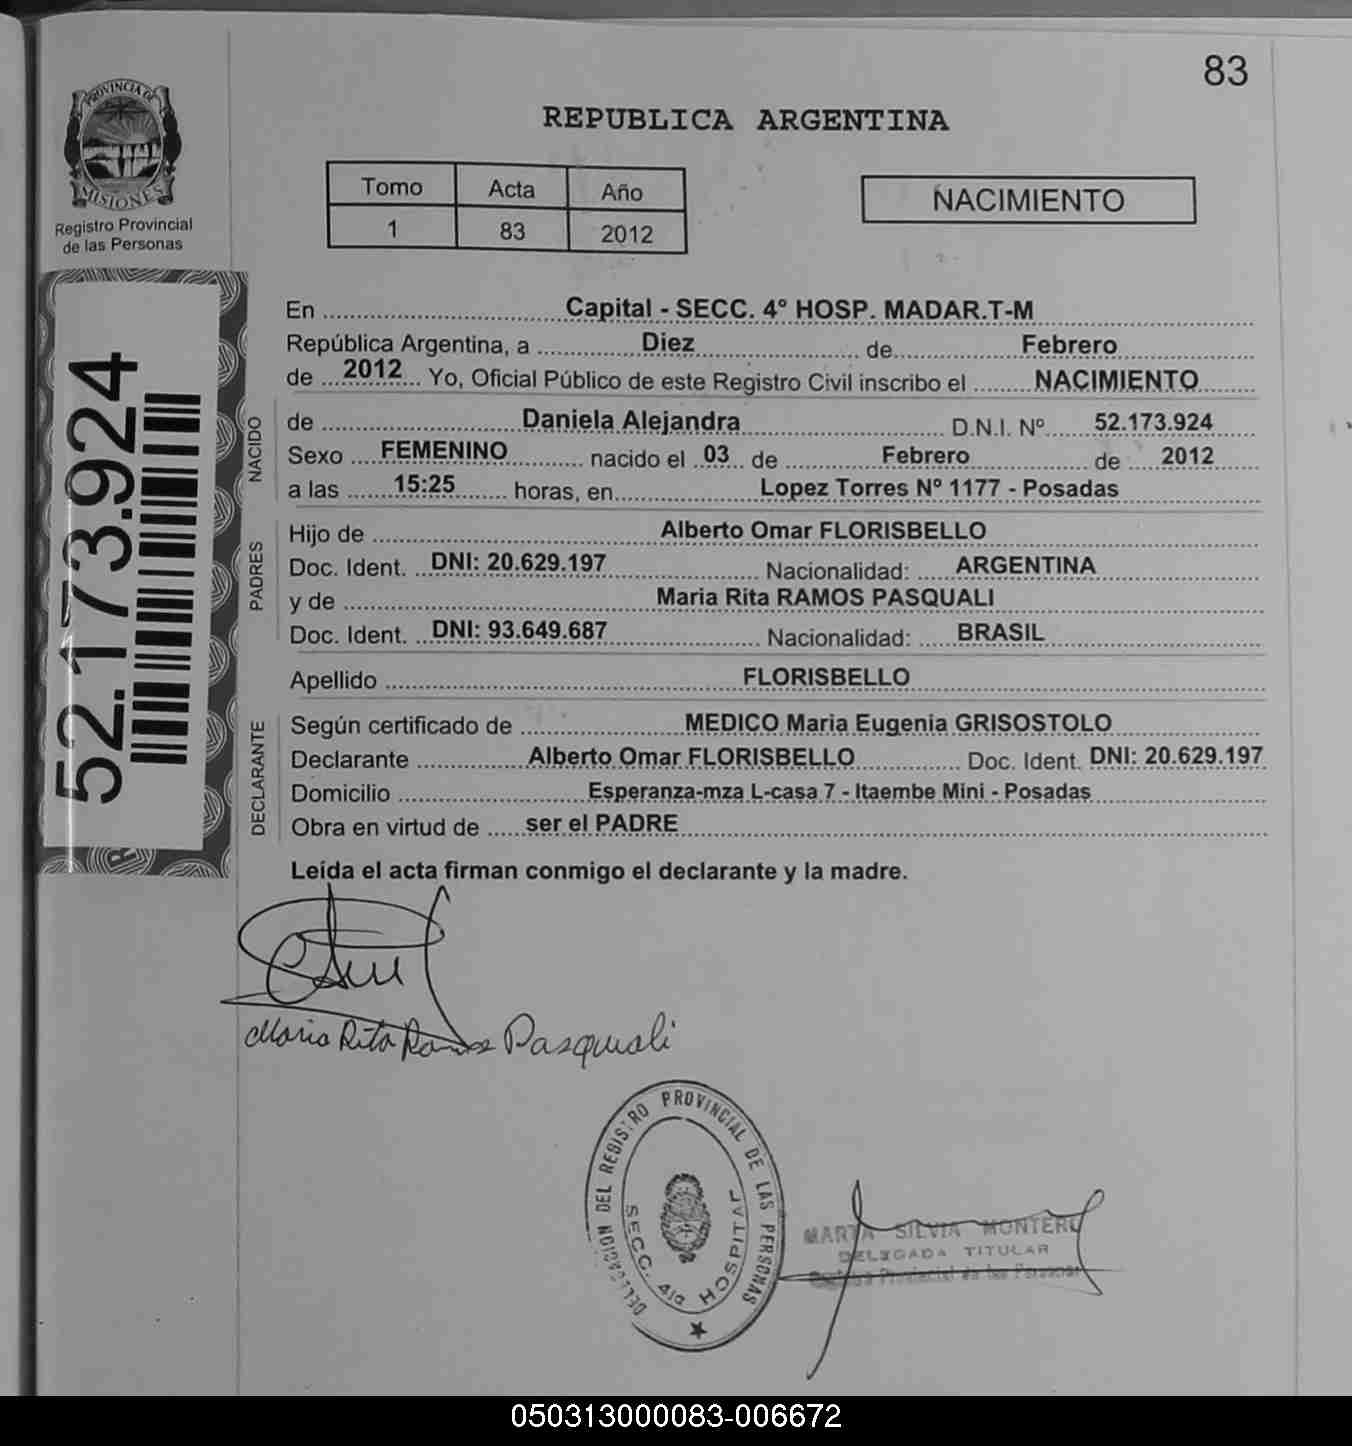 83
PROVINCIA DE
MISIONES
Registro Provincial
de las Personas
REPUBLICA ARGENTINA
Tomo Acta Año
1 83 2012
NACIMIENTO
52.173.924
En Capital - SECC. 4° HOSP. MADAR.T-M
República Argentina, a Diez de Febrero
de 2012 Yo, Oficial Público de este Registro Civil inscribo el NACIMIENTO
NACIDO
de Daniela Alejandra D.N.I. Nº 52.173.924
Sexo FEMENINO nacido el 03 de Febrero de 2012
a las 15:25 horas, en Lopez Torres Nº 1177 - Posadas
PADRES
Hijo de Alberto Omar FLORISBELLO
Doc. Ident. DNI: 20.629.197 Nacionalidad: ARGENTINA
y de Maria Rita RAMOS PASQUALI
Doc. Ident. DNI: 93.649.687 Nacionalidad: BRASIL
Apellido FLORISBELLO
DECLARANTE
Según certificado de MEDICO Maria Eugenia GRISOSTOLO
Declarante Alberto Omar FLORISBELLO Doc. Ident. DNI: 20.629.197
Domicilio Esperanza-mza L-casa 7 - Itaembe Mini - Posadas
Obra en virtud de ser el PADRE
Leída el acta firman conmigo el declarante y la madre.
Maria Rita Ramos Pasquali
DELEGACION DEL REGISTRO PROVINCIAL DE LAS PERSONAS
SECC. 4ta HOSPITAL
MARTA SILVIA MONTERO
DELEGADA TITULAR
Provincial de las Personas
050313000083-006672